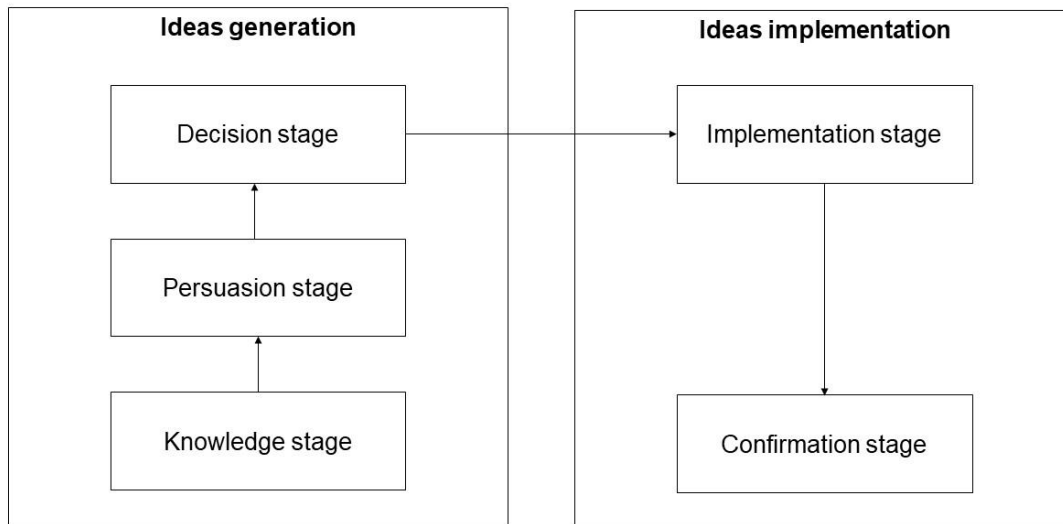 Ideas generation
Decision stage
Persuasion stage
Knowledge stage
Ideas implementation
Implementation stage
Confirmation stage